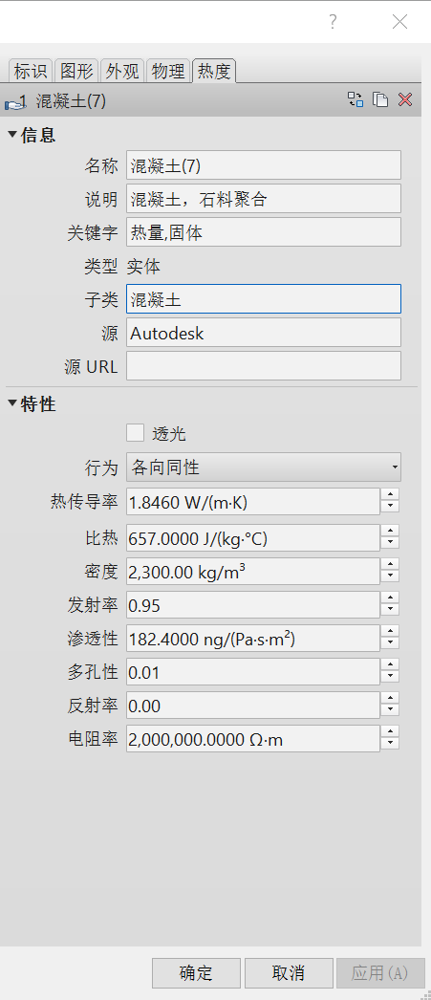 ?
标识 图形 外观 物理 热度
1 混凝土(7)
信息
名称 混凝土(7)
说明 混凝土，石料聚合
关键字 热量,固体
类型 实体
子类 混凝土
源 Autodesk
源 URL
特性
透光
行为 各向同性
热传导率 1.8460 W/(m·K)
比热 657.0000 J/(kg·°C)
密度 2,300.00 kg/m³
发射率 0.95
渗透性 182.4000 ng/(Pa·s·m²)
多孔性 0.01
反射率 0.00
电阻率 2,000,000.0000 Ω·m
确定 取消 应用(A)